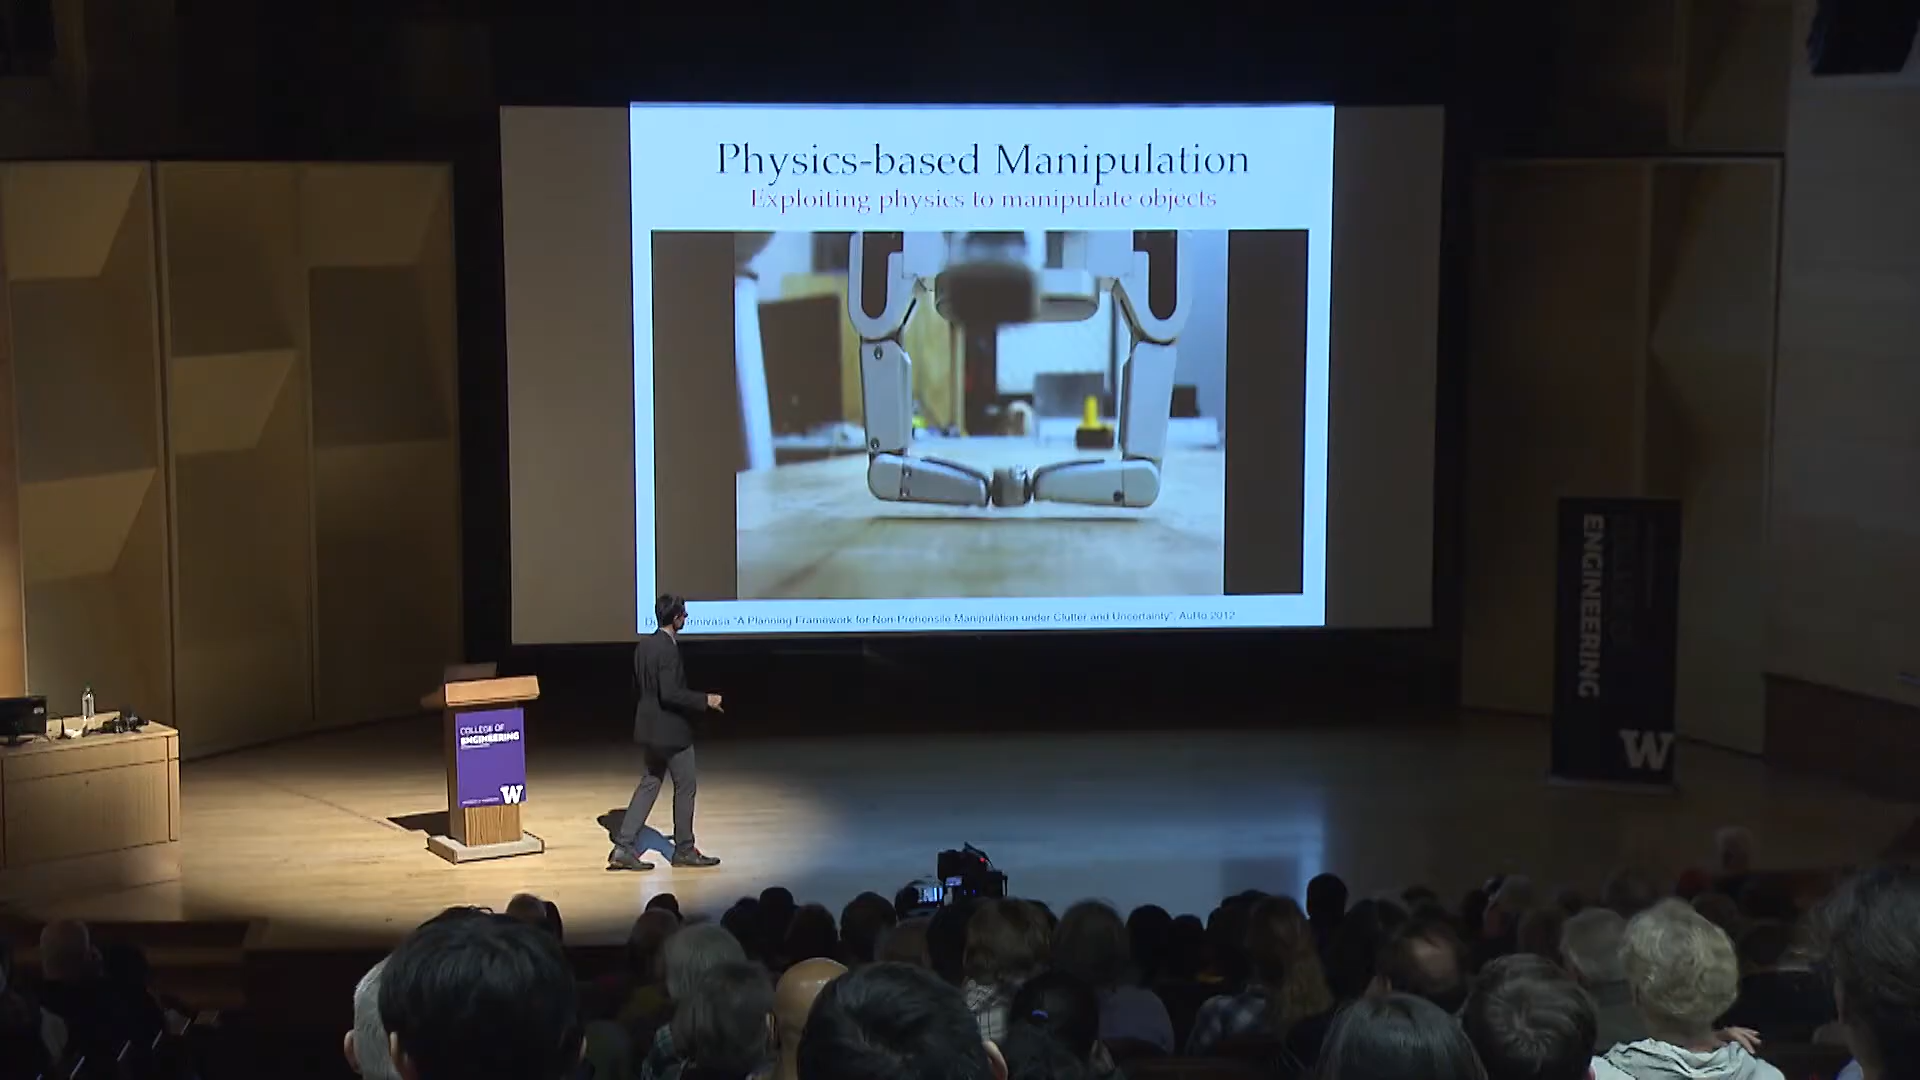 Physics-based Manipulation
Exploiting physics to manipulate objects
Srinivasa "A Planning Framework for Non-Prehensile Manipulation under Clutter and Uncertainty", AuRo 2012
COLLEGE OF
ENGINEERING
W
ENGINEERING
W